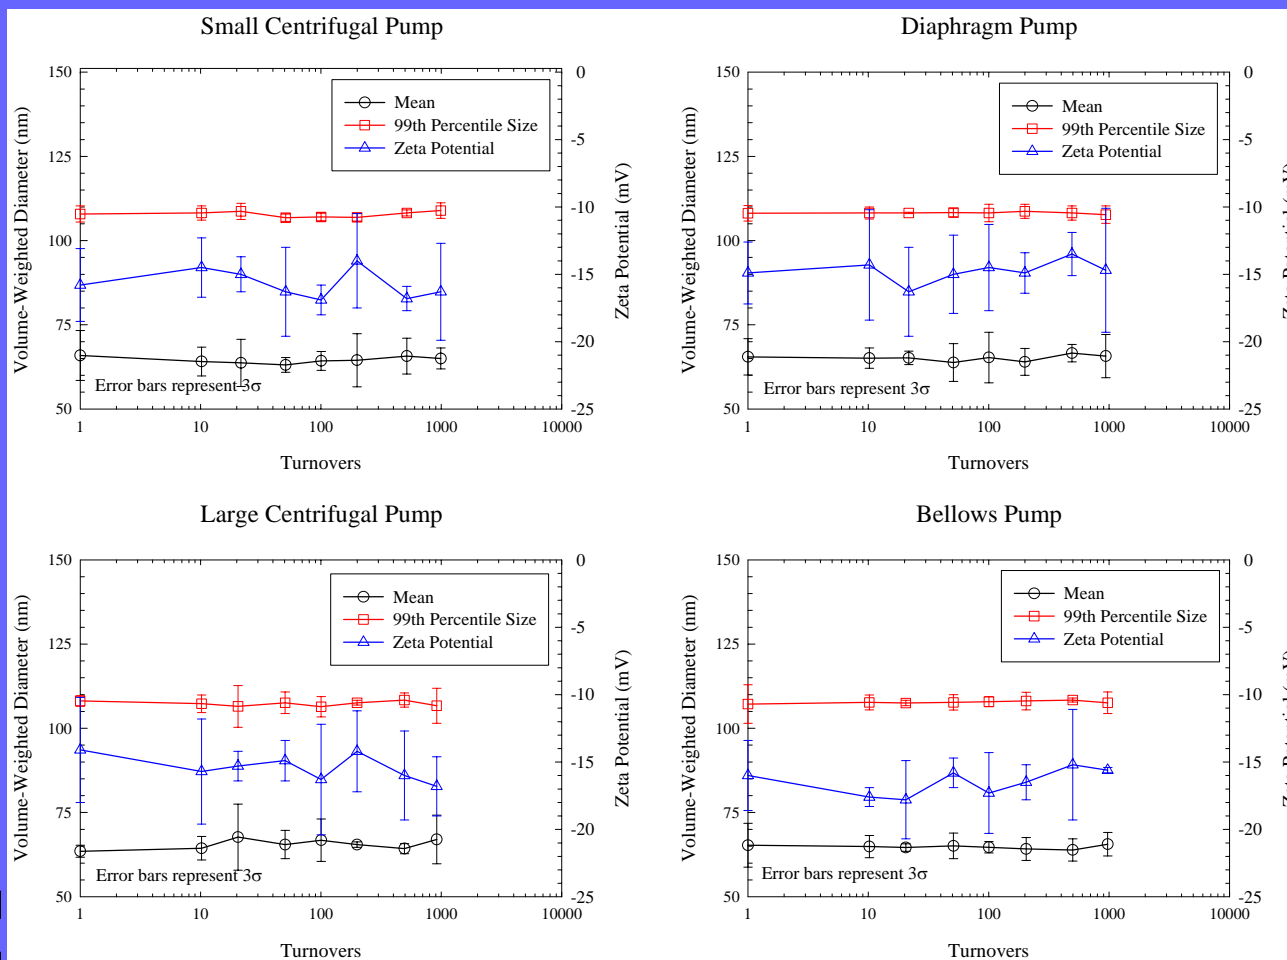 Small Centrifugal Pump
Volume-Weighted Diameter (nm)
150
125
100
75
50
Mean
99th Percentile Size
Zeta Potential
Error bars represent 3σ
0
-5
-10
-15
-20
-25
Zeta Potential (mV)
1
10
100
1000
10000
Turnovers
Diaphragm Pump
Volume-Weighted Diameter (nm)
150
125
100
75
50
Mean
99th Percentile Size
Zeta Potential
Error bars represent 3σ
0
-5
-10
-15
-20
-25
1
10
100
1000
10000
Turnovers
Large Centrifugal Pump
Volume-Weighted Diameter (nm)
150
125
100
75
50
Mean
99th Percentile Size
Zeta Potential
Error bars represent 3σ
0
-5
-10
-15
-20
-25
Zeta Potential (mV)
1
10
100
1000
10000
Turnovers
Bellows Pump
Volume-Weighted Diameter (nm)
150
125
100
75
50
Mean
99th Percentile Size
Zeta Potential
Error bars represent 3σ
0
-5
-10
-15
-20
-25
1
10
100
1000
10000
Turnovers